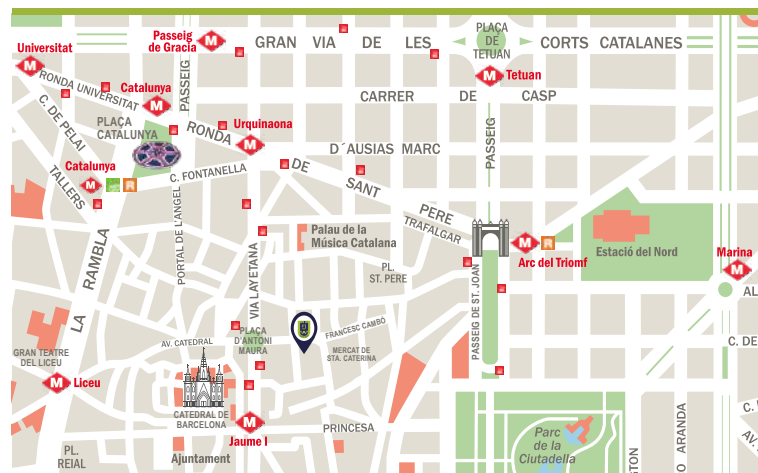 Passeig
de Gracia
M
GRAN VIA DE LES
PLAÇA
DE
TETUAN
CORTS CATALANES
Universitat
M
RONDA UNIVERSITAT
Catalunya
M
PASSEIG
M
Tetuan
CARRER DE CASP
C. DE PELAI
PLAÇA
CATALUNYA
RONDA
Urquinaona
M
D´AUSIAS MARC
PASSEIG
Catalunya
M
R
TALLERS
C. FONTANELLA
DE
SANT
PERE
TRAFALGAR
LA RAMBLA
PORTAL DE L'ANGEL
VIA LAYETANA
Palau de la
Música Catalana
PL.
ST. PERE
M
R
Arc del Triomf
Estació del Nord
Marina
M
AL
PASSEIG DE ST. JOAN
FRANCESC CAMBÓ
PLAÇA
D'ANTONI
MAURA
AV. CATEDRAL
MERCAT DE
STA. CATERINA
C. DE
GRAN TEATRE
DEL LICEU
M
Liceu
CATEDRAL DE
BARCELONA
M
Jaume I
PRINCESA
Parc
de la
Ciutadella
PL.
REIAL
Ajuntament
NGTON
O ARANDA
AV.